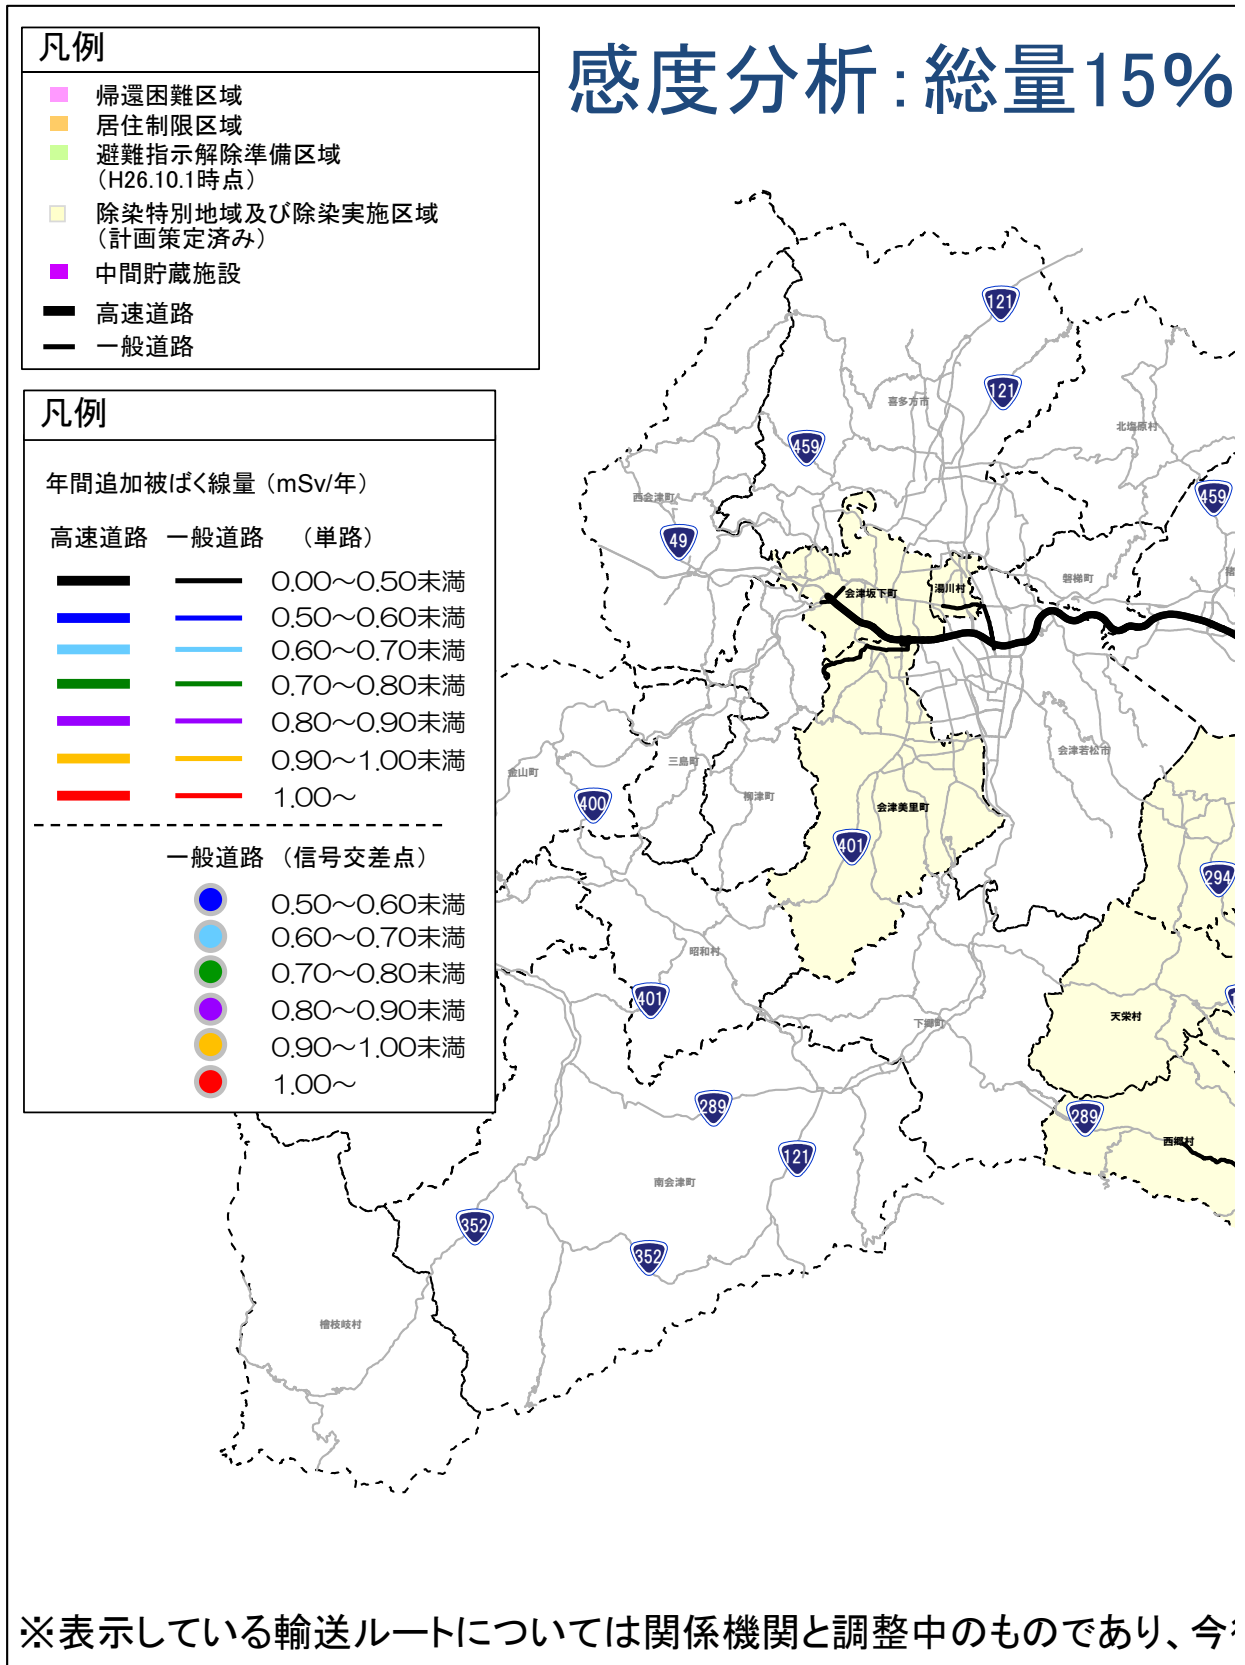 凡例
帰還困難区域
居住制限区域
避難指示解除準備区域
（H26.10.1時点）
除染特別地域及び除染実施区域
（計画策定済み）
中間貯蔵施設
高速道路
一般道路
感度分析：総量15%
凡例
年間追加被ばく線量（mSv/年）
高速道路 一般道路 （単路）
0.00～0.50未満
0.50～0.60未満
0.60～0.70未満
0.70～0.80未満
0.80～0.90未満
0.90～1.00未満
1.00～
一般道路（信号交差点）
0.50～0.60未満
0.60～0.70未満
0.70～0.80未満
0.80～0.90未満
0.90～1.00未満
1.00～
121
121
喜多方市
北塩原村
459
459
西会津町
49
会津坂下町
湯川村
磐梯町
会津若松市
三島町
金山町
柳津町
400
会津美里町
401
294
昭和村
401
下郷町
天栄村
289
289
西郷村
121
南会津町
352
352
檜枝岐村
※表示している輸送ルートについては関係機関と調整中のものであり、今